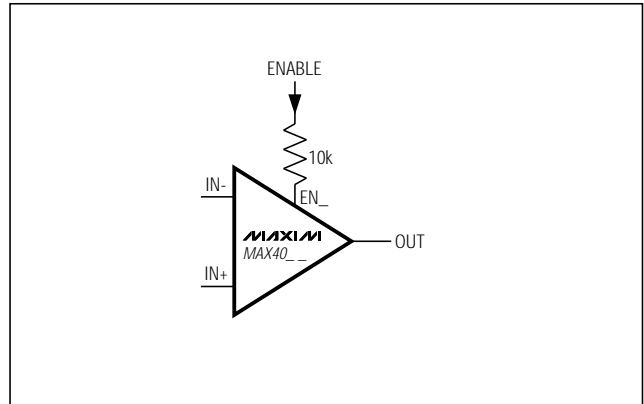 ENABLE
10k
IN-
EN_
MAXIM
MAX40_ _
OUT
IN+